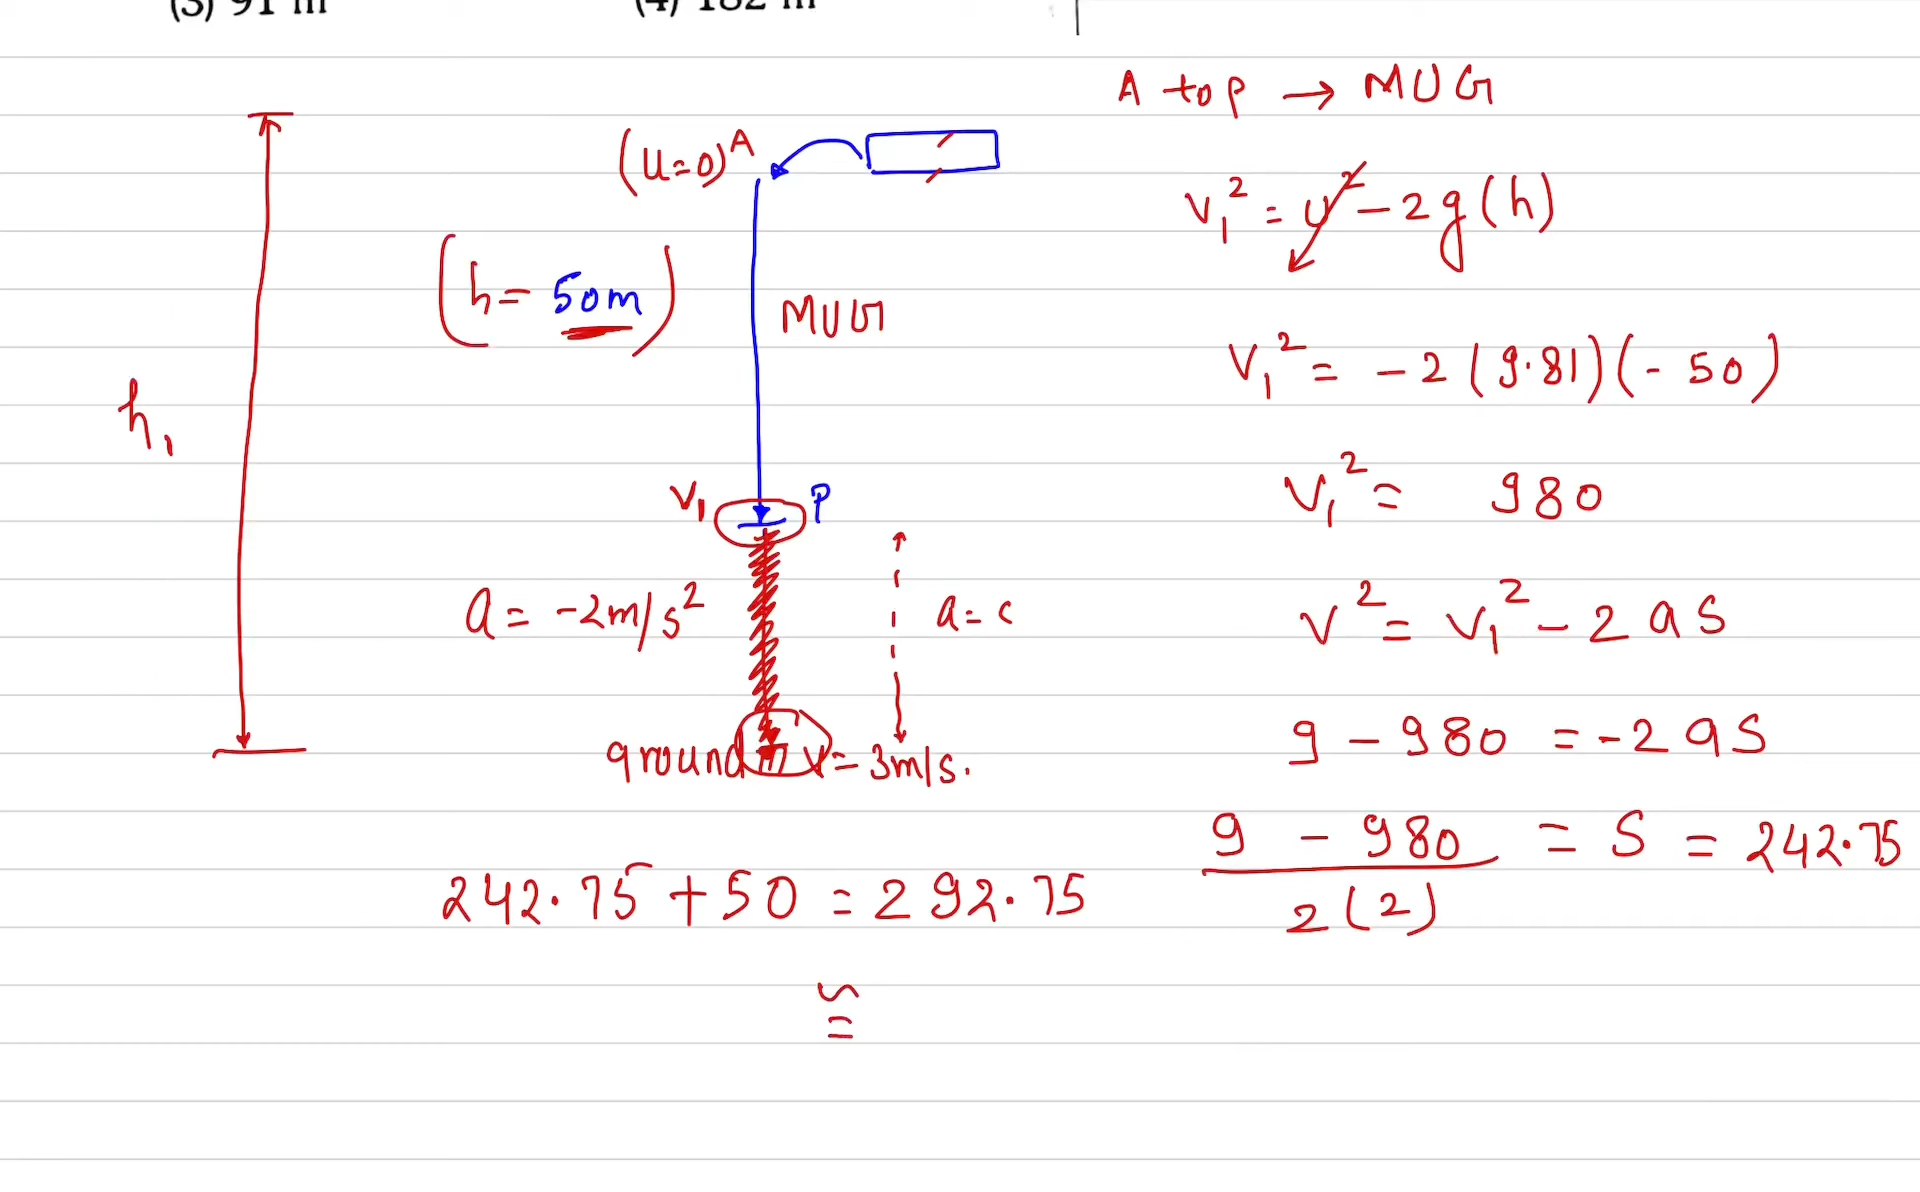 (3) 91 m (4) 182 m
A top → MUG
(u=0) A
v₁² = u² - 2g(h)
(h = 50m)
MUG
h₁
v₁² = -2(9.81)(-50)
v₁ P
v₁² = 980
a = -2m/s² a = c
v² = v₁² - 2as
ground v = 3m/s.
9 - 980 = -2as
9 - 980 = s = 242.75
2(2)
242.75 + 50 = 292.75
≅